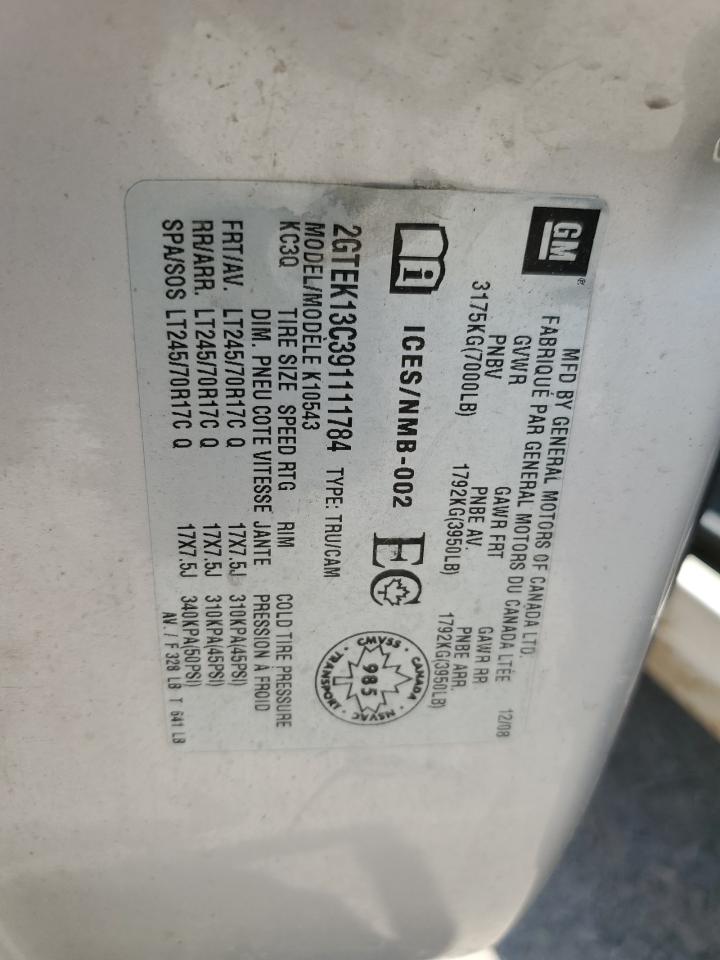 GM®
MFD BY GENERAL MOTORS OF CANADA LTD.
FABRIQUÉ PAR GENERAL MOTORS DU CANADA LTÉE 12/08
GVWR GAWR FRT GAWR RR
PNBV PNBE AV. PNBE ARR.
3175KG(7000LB) 1792KG(3950LB) 1792KG(3950LB)
i ICES/NMB-002 EC
CMVSS · CANADA · NSVAC · TRANSPORT ·
985
2GTEK13C391111784 TYPE: TRU/CAM
MODEL/MODÈLE K10543
KC3Q TIRE SIZE SPEED RTG RIM COLD TIRE PRESSURE
DIM. PNEU COTE VITESSE JANTE PRESSION À FROID
FRT/AV. LT245/70R17C Q 17X7.5J 310KPA(45PSI)
RR/ARR. LT245/70R17C Q 17X7.5J 310KPA(45PSI)
SPA/SOS LT245/70R17C Q 17X7.5J 340KPA(50PSI)
AV. / F 328 LB T 641 LB